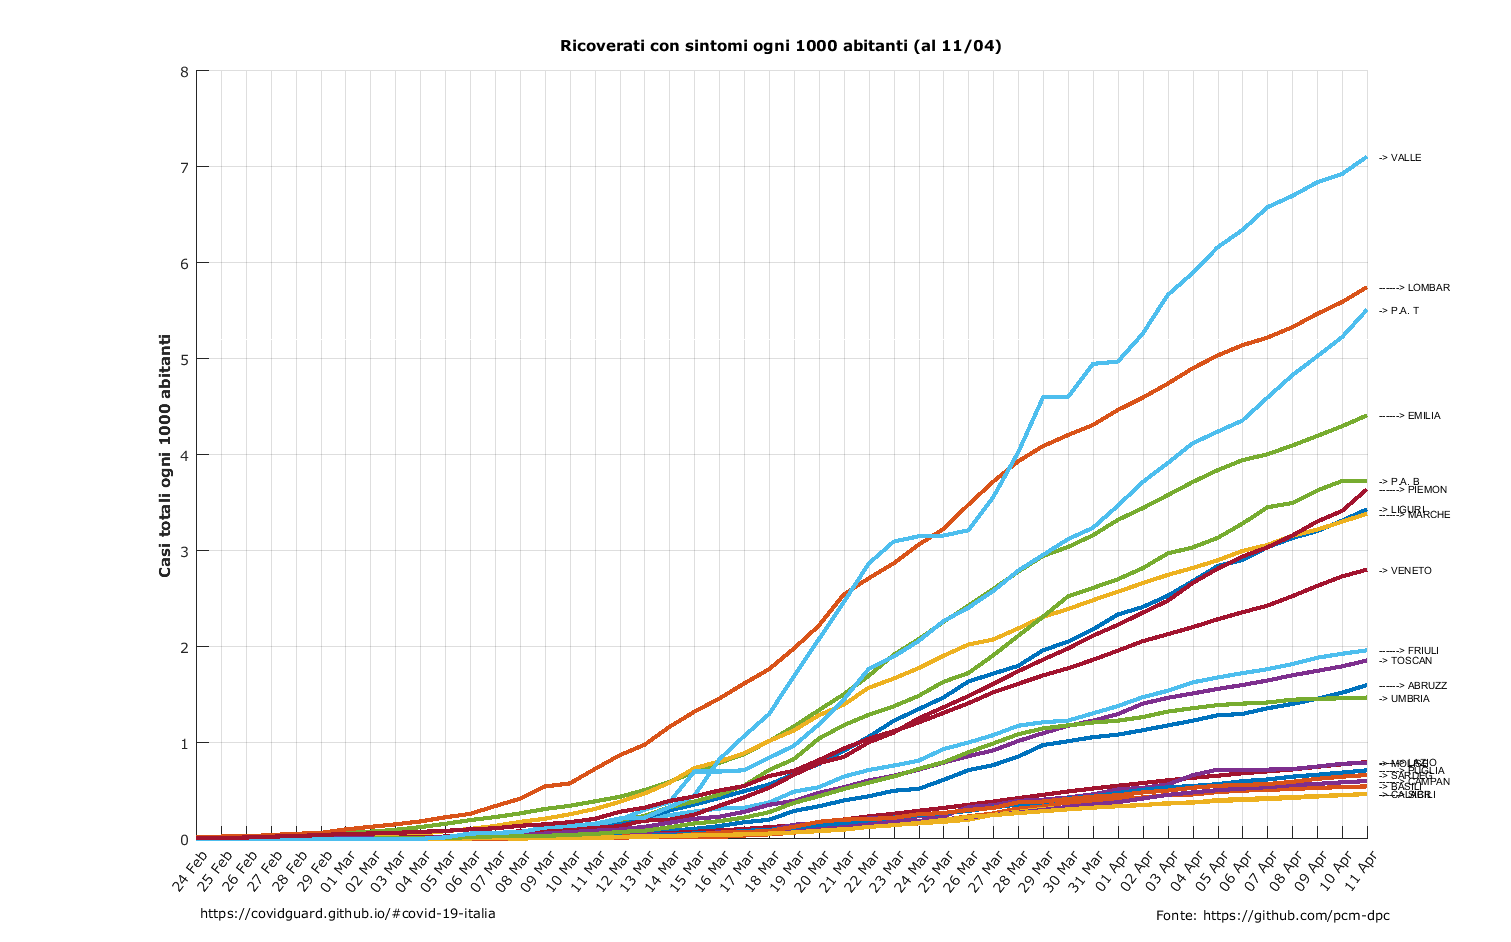 Ricoverati con sintomi ogni 1000 abitanti (al 11/04)
Casi totali ogni 1000 abitanti
8
7
6
5
4
3
2
1
0
-> VALLE
------> LOMBAR
-> P.A. T
------> EMILIA
-> P.A. B
------> PIEMON
-> LIGURI
------> MARCHE
-> VENETO
------> FRIULI
-> TOSCAN
------> ABRUZZ
-> UMBRIA
------> LAZIO
-> MOLISE
------> PUGLIA
-> SARDEG
------> CAMPAN
-> BASILI
------> SICILI
-> CALABR
24 Feb
25 Feb
26 Feb
27 Feb
28 Feb
29 Feb
01 Mar
02 Mar
03 Mar
04 Mar
05 Mar
06 Mar
07 Mar
08 Mar
09 Mar
10 Mar
11 Mar
12 Mar
13 Mar
14 Mar
15 Mar
16 Mar
17 Mar
18 Mar
19 Mar
20 Mar
21 Mar
22 Mar
23 Mar
24 Mar
25 Mar
26 Mar
27 Mar
28 Mar
29 Mar
30 Mar
31 Mar
01 Apr
02 Apr
03 Apr
04 Apr
05 Apr
06 Apr
07 Apr
08 Apr
09 Apr
10 Apr
11 Apr
https://covidguard.github.io/#covid-19-italia
Fonte: https://github.com/pcm-dpc